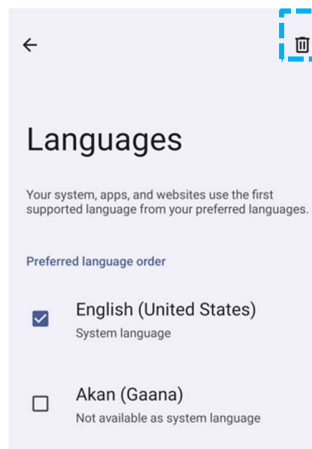 Languages
Your system, apps, and websites use the first
supported language from your preferred languages.
Preferred language order
English (United States)
System language
Akan (Gaana)
Not available as system language